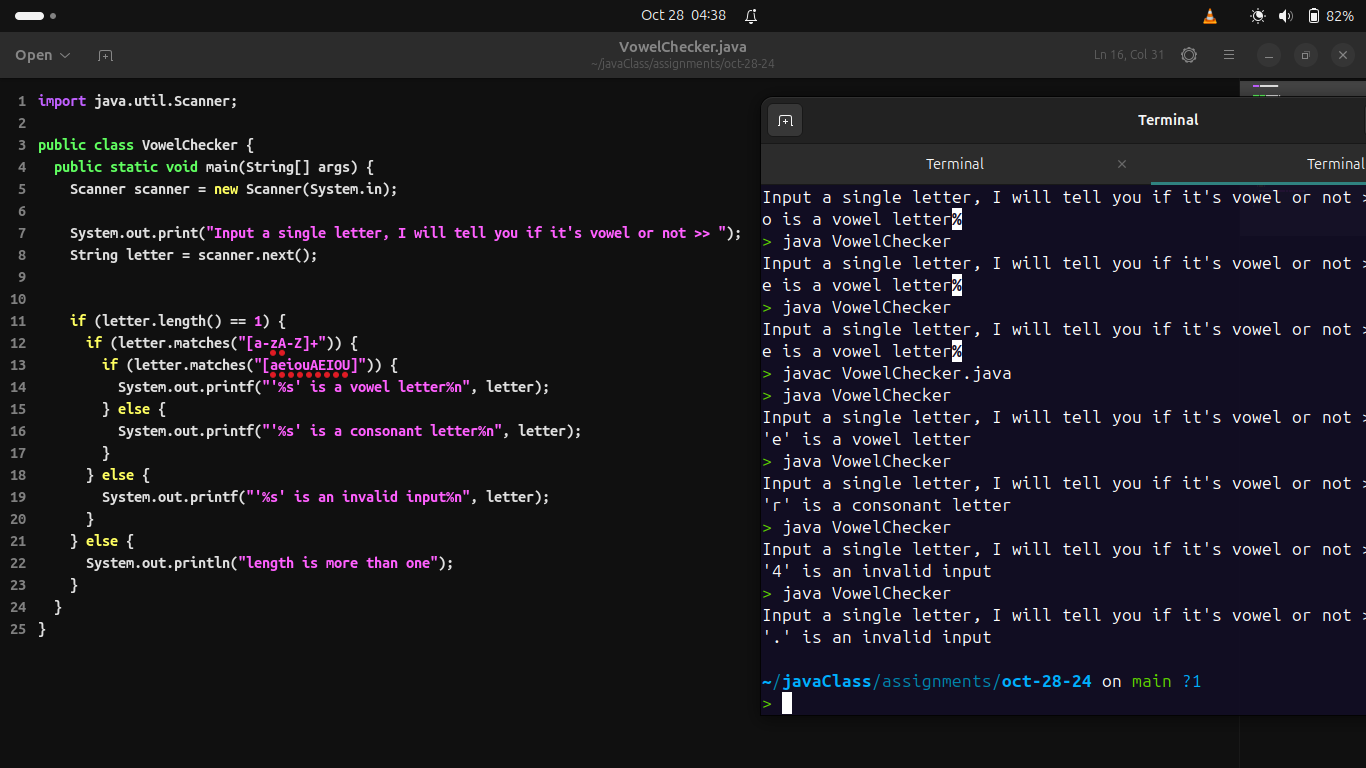 Oct 28 04:38
82%
Open
VowelChecker.java
~/javaClass/assignments/oct-28-24
Ln 16, Col 31
1 import java.util.Scanner;
2
3 public class VowelChecker {
4   public static void main(String[] args) {
5     Scanner scanner = new Scanner(System.in);
6
7     System.out.print("Input a single letter, I will tell you if it's vowel or not >> ");
8     String letter = scanner.next();
9
10
11     if (letter.length() == 1) {
12       if (letter.matches("[a-zA-Z]+")) {
13         if (letter.matches("[aeiouAEIOU]")) {
14           System.out.printf("'%s' is a vowel letter%n", letter);
15         } else {
16           System.out.printf("'%s' is a consonant letter%n", letter);
17         }
18       } else {
19         System.out.printf("'%s' is an invalid input%n", letter);
20       }
21     } else {
22       System.out.println("length is more than one");
23     }
24   }
25 }
Terminal
Terminal
Terminal
Input a single letter, I will tell you if it's vowel or not >
o is a vowel letter%
> java VowelChecker
Input a single letter, I will tell you if it's vowel or not >
e is a vowel letter%
> java VowelChecker
Input a single letter, I will tell you if it's vowel or not >
e is a vowel letter%
> javac VowelChecker.java
> java VowelChecker
Input a single letter, I will tell you if it's vowel or not >
'e' is a vowel letter
> java VowelChecker
Input a single letter, I will tell you if it's vowel or not >
'r' is a consonant letter
> java VowelChecker
Input a single letter, I will tell you if it's vowel or not >
'4' is an invalid input
> java VowelChecker
Input a single letter, I will tell you if it's vowel or not >
'.' is an invalid input
~/javaClass/assignments/oct-28-24 on main ?1
>